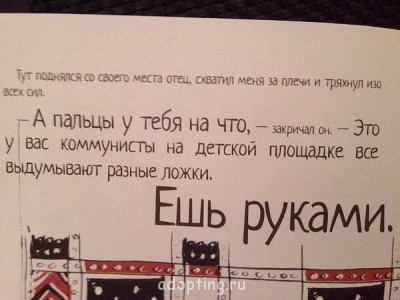 Тут поднялся со своего места отец, схватил меня за плечи и тряхнул изо
всех сил.
– А пальцы у тебя на что, – закричал он. – Это
у вас коммунисты на детской площадке все
выдумывают разные ложки.
Ешь руками.
adopting.ru